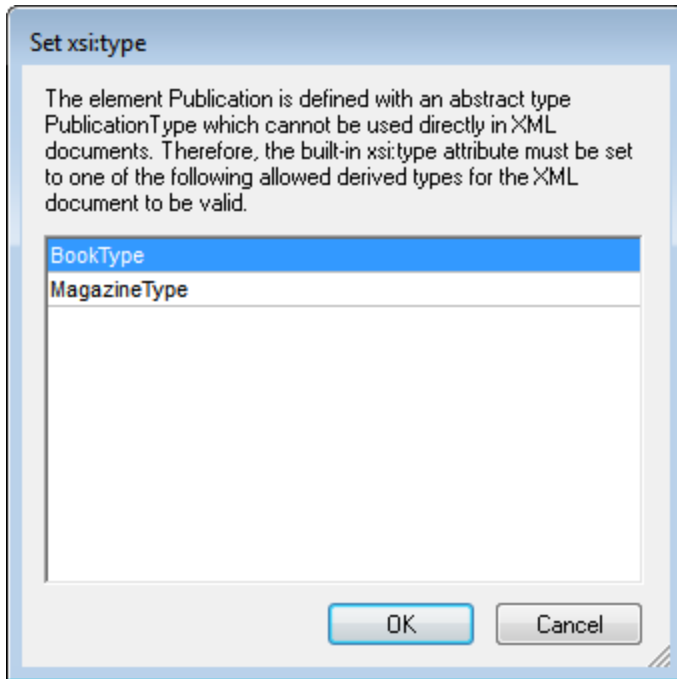 Set xsi:type
The element Publication is defined with an abstract type
PublicationType which cannot be used directly in XML
documents. Therefore, the built-in xsi:type attribute must be set
to one of the following allowed derived types for the XML
document to be valid.
BookType
MagazineType
OK
Cancel